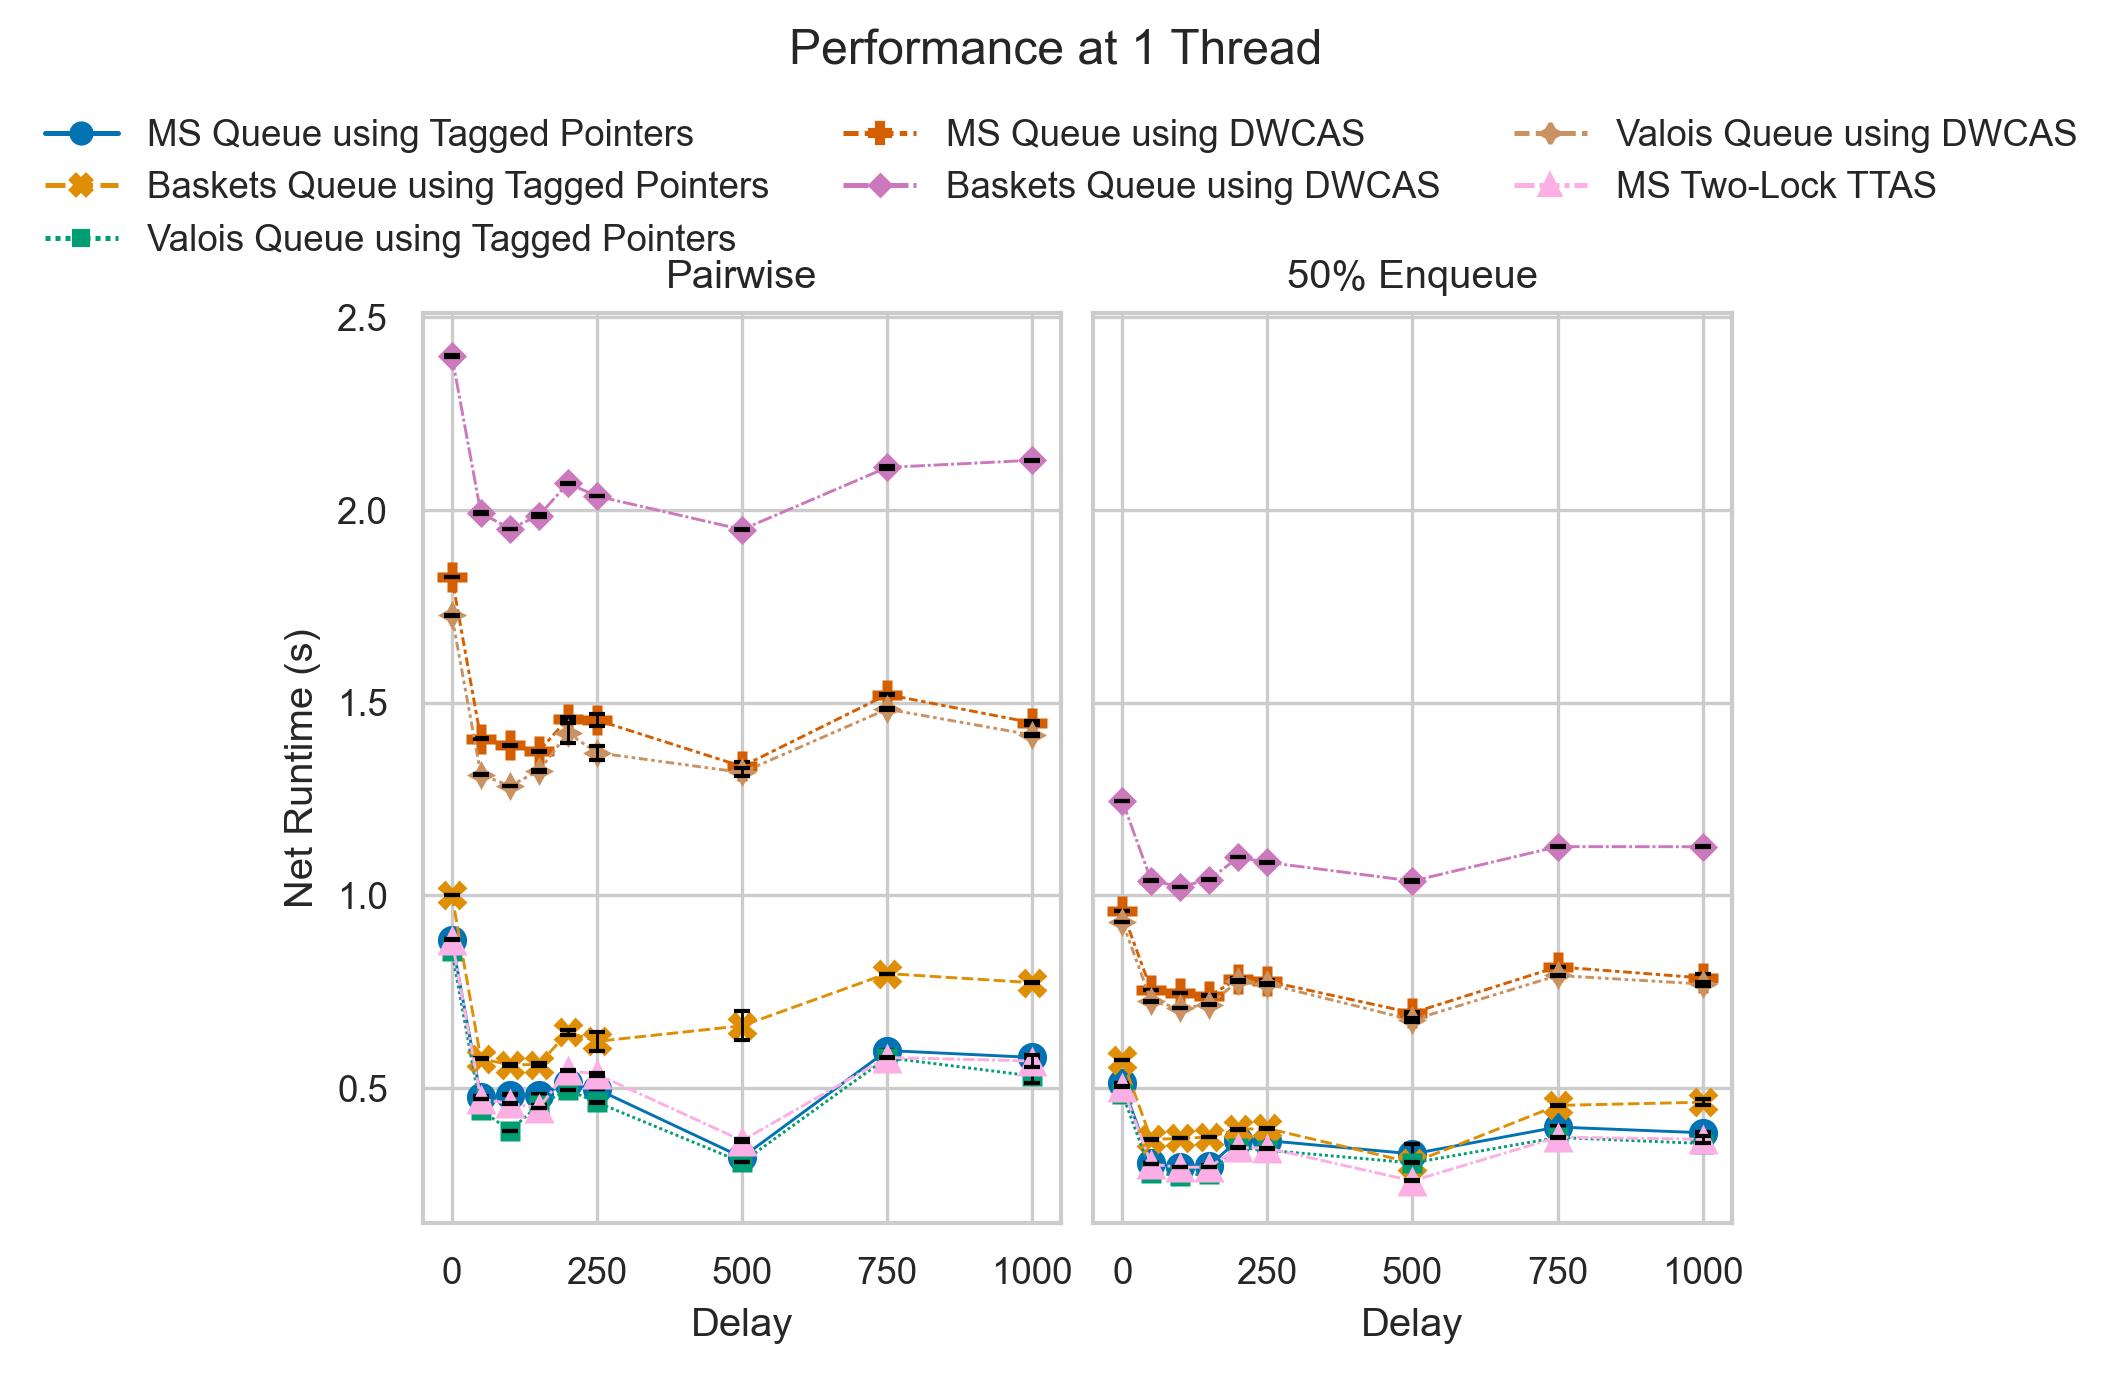 Performance at 1 Thread
MS Queue using Tagged Pointers
Baskets Queue using Tagged Pointers
Valois Queue using Tagged Pointers
MS Queue using DWCAS
Baskets Queue using DWCAS
Valois Queue using DWCAS
MS Two-Lock TTAS
Pairwise
50% Enqueue
Net Runtime (s)
2.5
2.0
1.5
1.0
0.5
0 250 500 750 1000
0 250 500 750 1000
Delay
Delay